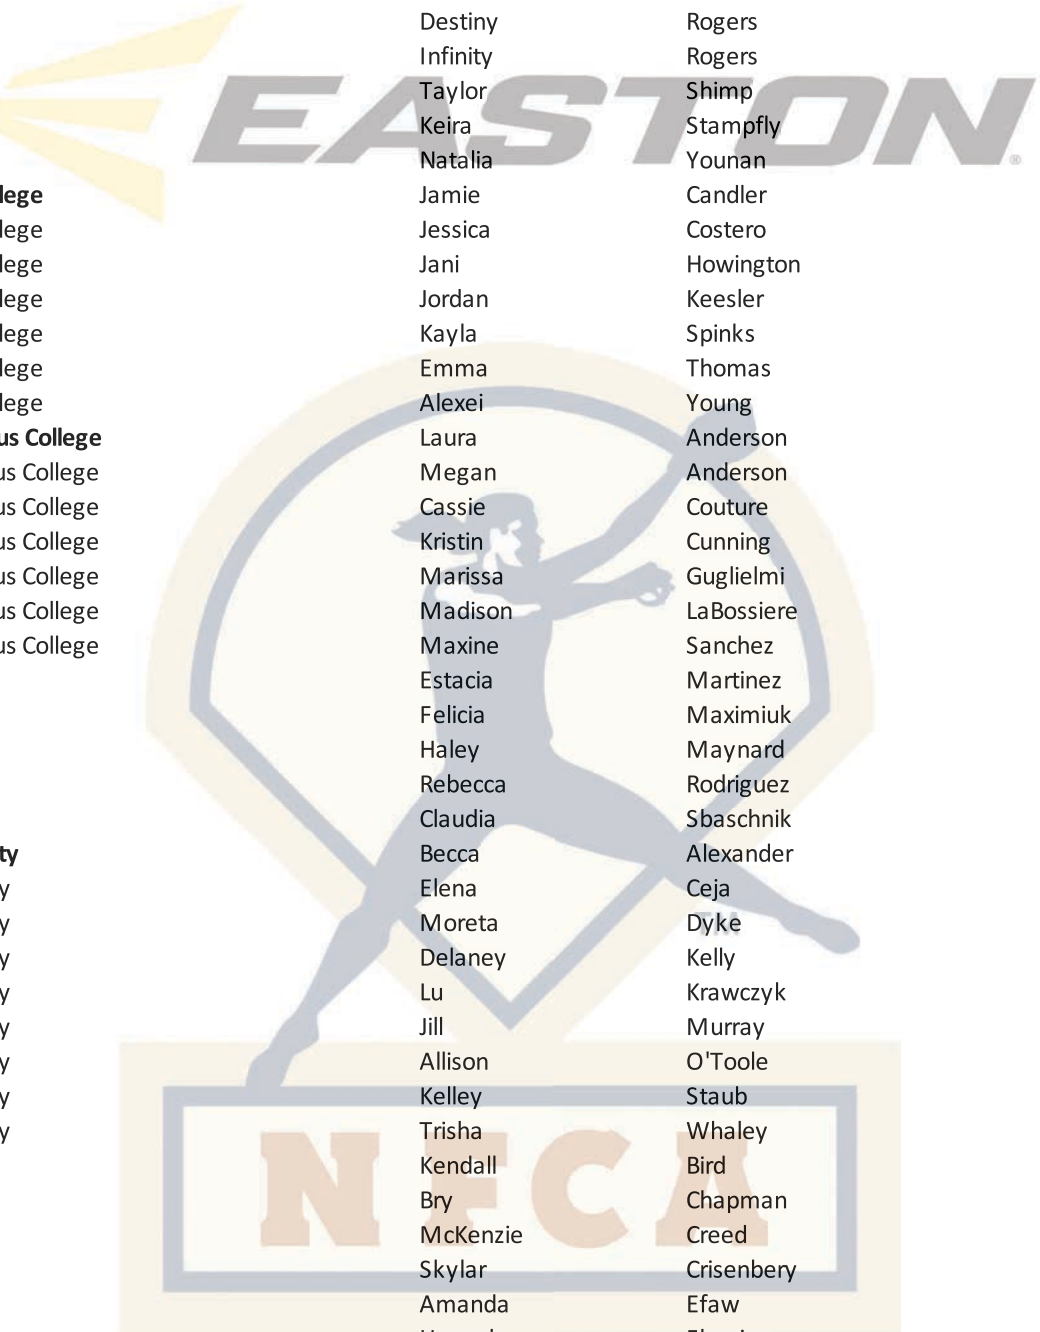 Destiny Rogers
Infinity Rogers
EASTON®
Taylor Shimp
Keira Stampfly
Natalia Younan
lege Jamie Candler
lege Jessica Costero
lege Jani Howington
lege Jordan Keesler
lege Kayla Spinks
lege Emma Thomas
lege Alexei Young
us College Laura Anderson
us College Megan Anderson
us College Cassie Couture
us College Kristin Cunning
us College Marissa Guglielmi
us College Madison LaBossiere
us College Maxine Sanchez
Estacia Martinez
Felicia Maximiuk
Haley Maynard
Rebecca Rodriguez
Claudia Sbaschnik
ty Becca Alexander
y Elena Ceja
y Moreta Dyke
TM
y Delaney Kelly
y Lu Krawczyk
y Jill Murray
y Allison O'Toole
y Kelley Staub
y Trisha Whaley
Kendall Bird
NFCA
Bry Chapman
McKenzie Creed
Skylar Crisenbery
Amanda Efaw